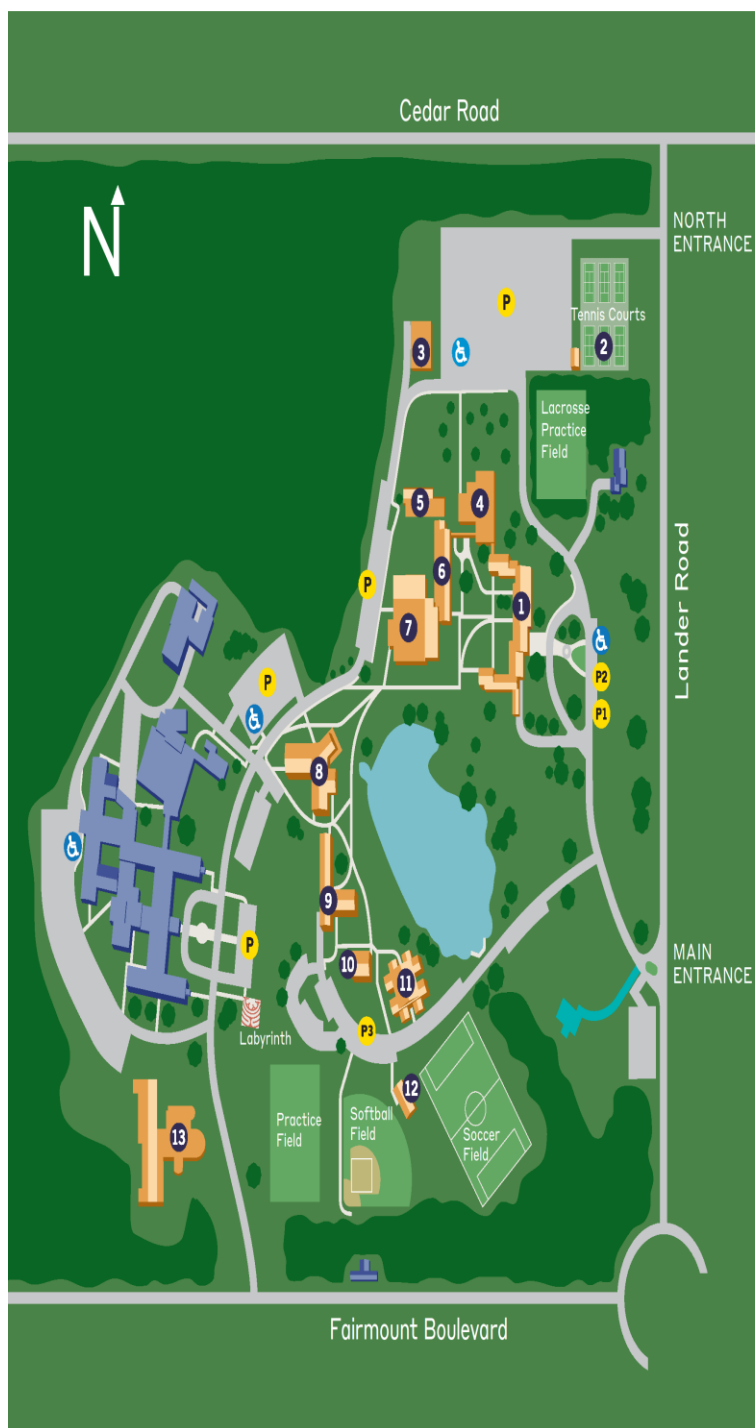 Cedar Road
N
NORTH
ENTRANCE
P
Tennis Courts
2
3
Lacrosse
Practice
Field
5
4
Lander Road
6
P
1
7
P2
P
P1
8
9
P
MAIN
ENTRANCE
10
11
Labyrinth
P3
12
Practice
Field
Softball
Field
Soccer
Field
13
Fairmount Boulevard